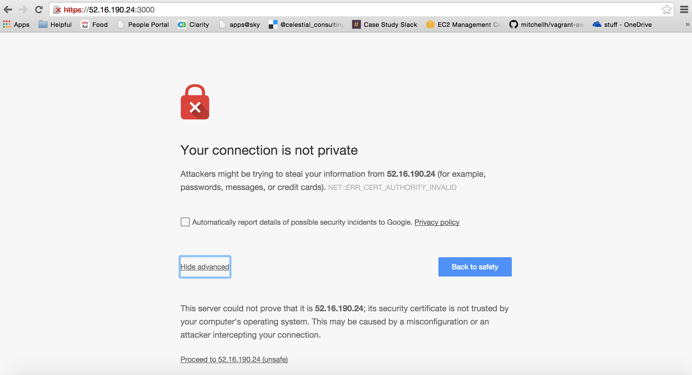 https://52.16.190.24:3000
Apps Helpful Food People Portal Clarity apps@sky @celestial_consulting Case Study Slack EC2 Management Co mitchellh/vagrant-aw stuff - OneDrive »
Your connection is not private
Attackers might be trying to steal your information from 52.16.190.24 (for example,
passwords, messages, or credit cards). NET::ERR_CERT_AUTHORITY_INVALID
Automatically report details of possible security incidents to Google. Privacy policy
Hide advanced Back to safety
This server could not prove that it is 52.16.190.24; its security certificate is not trusted by
your computer's operating system. This may be caused by a misconfiguration or an
attacker intercepting your connection.
Proceed to 52.16.190.24 (unsafe)